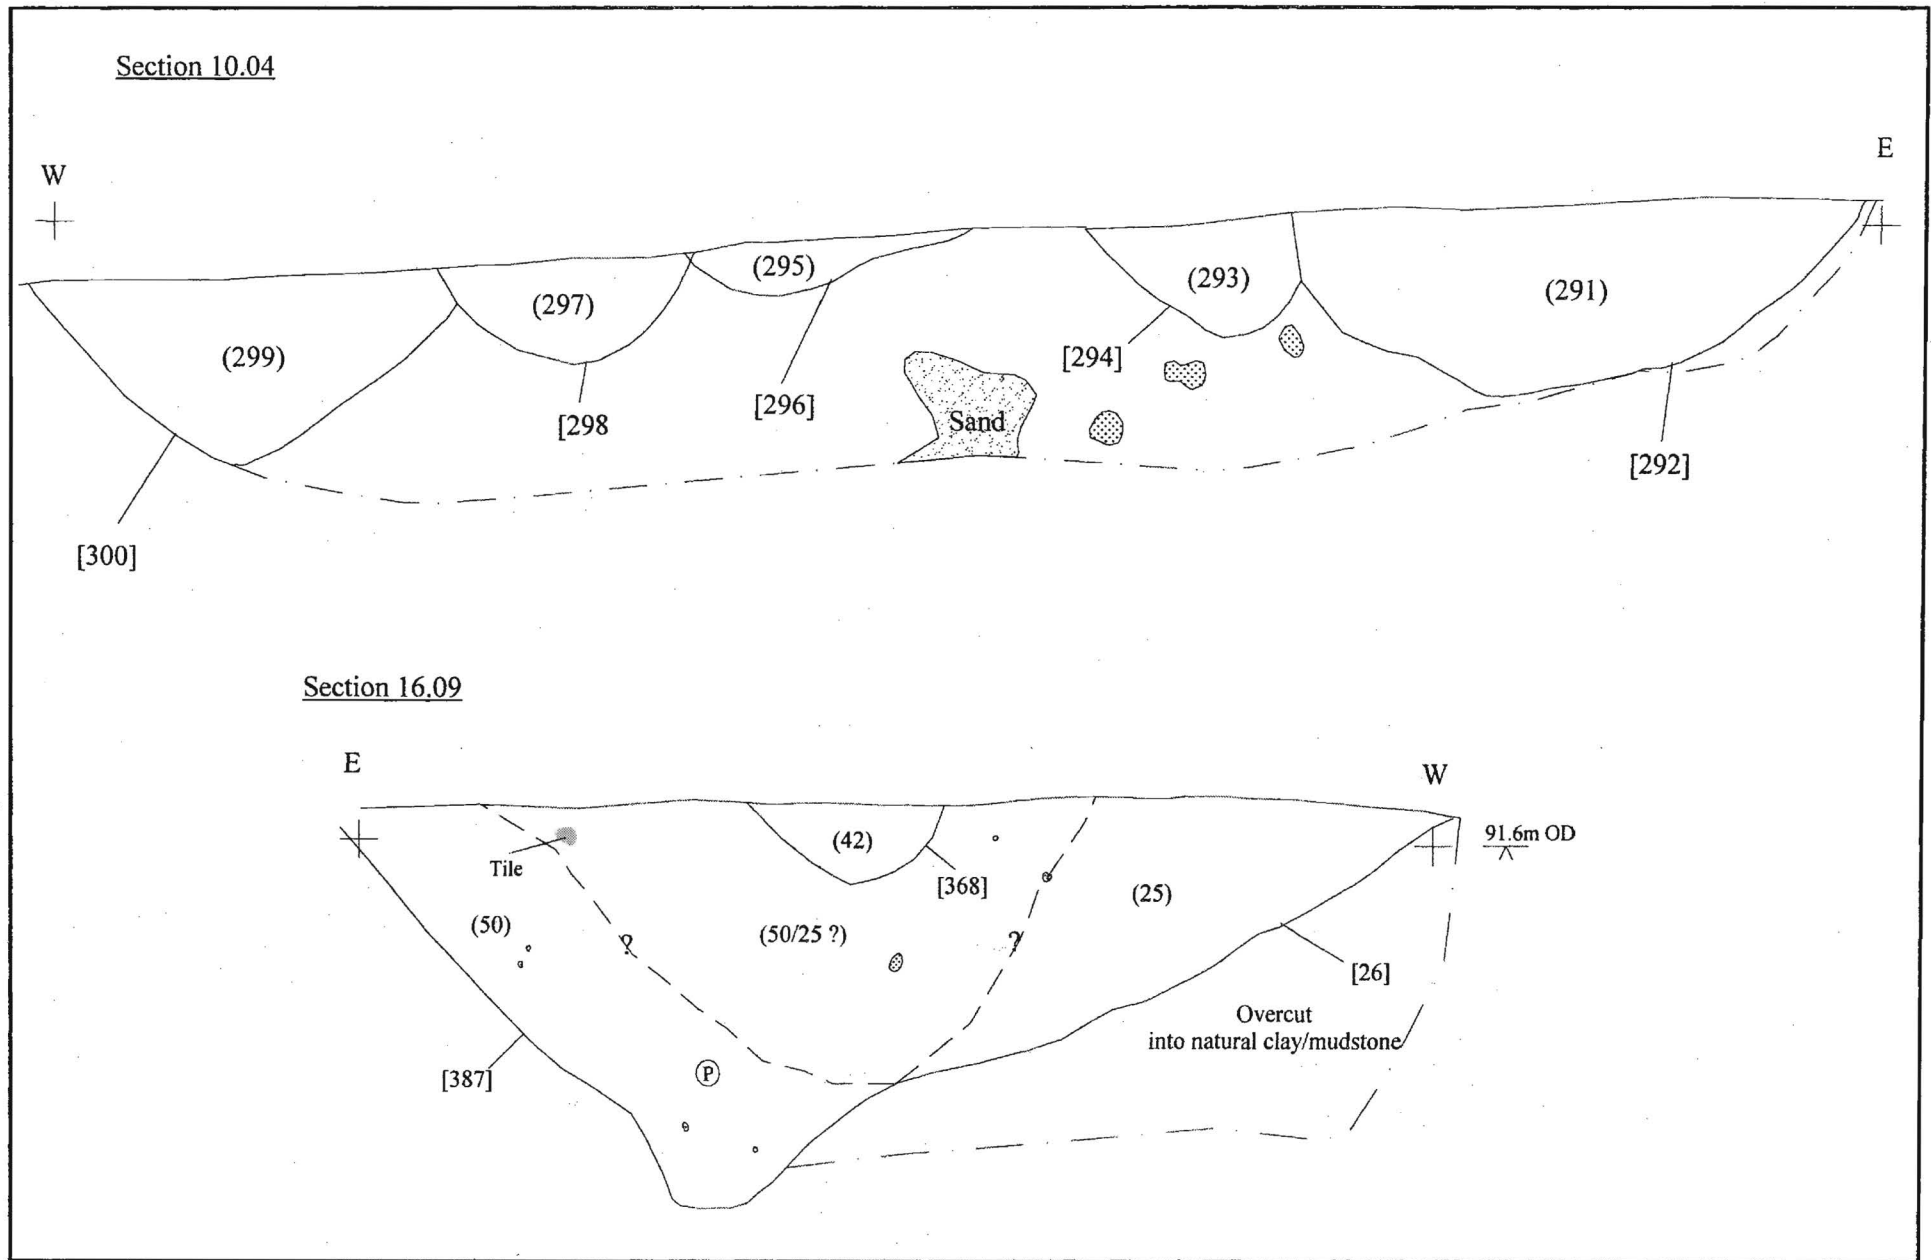 Section 10.04
W
E
(295)
(297)
(293)
(291)
(299)
[294]
[296]
[298
Sand
[292]
[300]
Section 16.09
E
W
91.6m OD
(42)
Tile
[368]
(25)
(50)
(50/25 ?)
?
?
[26]
Overcut
into natural clay/mudstone
P
[387]